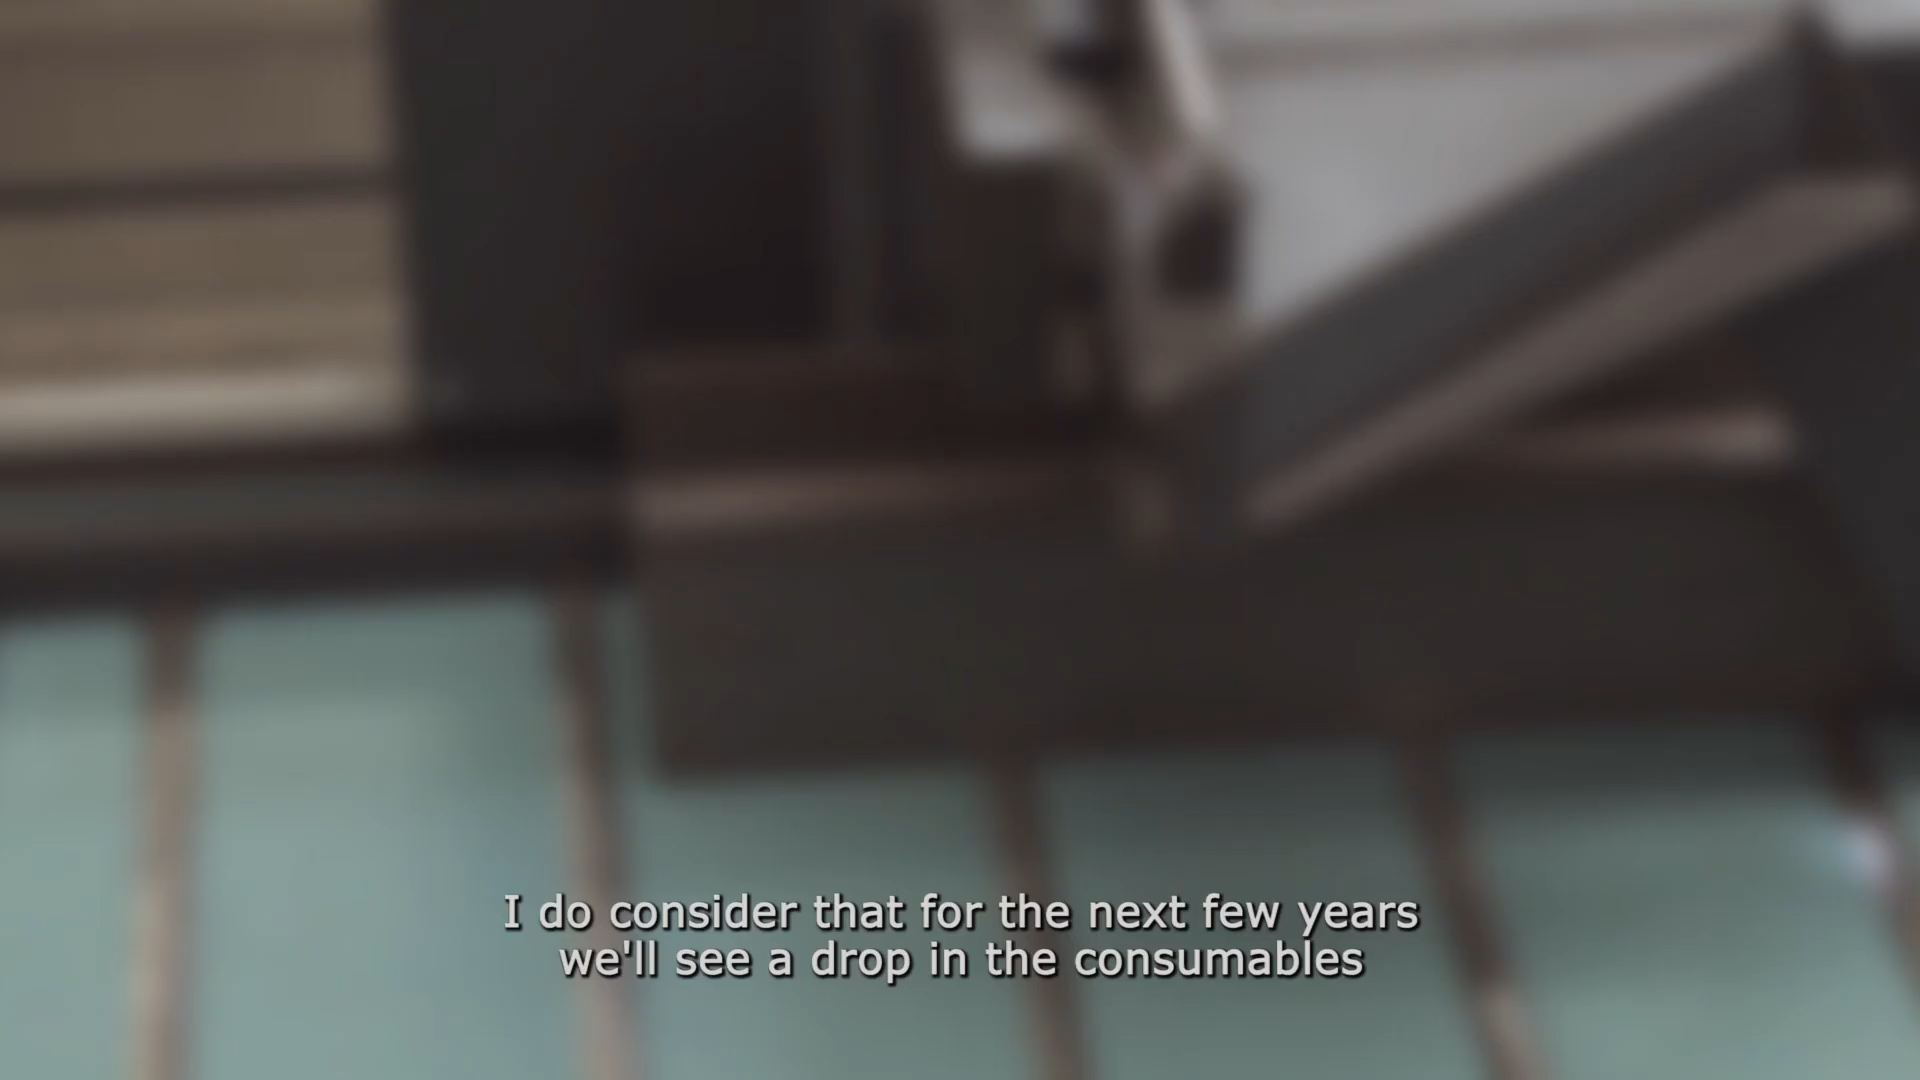 I do consider that for the next few years
we'll see a drop in the consumables